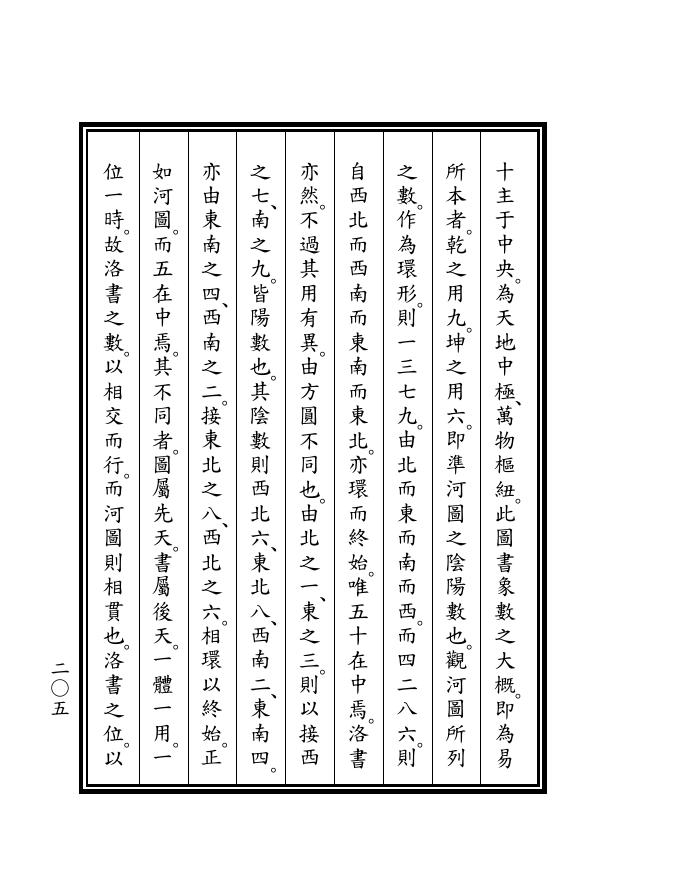 十主于中央。為天地中極、萬物樞紐。此圖書象數之大概。即為易
所本者。乾之用九。坤之用六。即準河圖之陰陽數也。觀河圖所列
之數。作為環形。則一三七九。由北而東而南而西。而四二八六。則
自西北而西南而東南而東北。亦環而終始。唯五十在中焉。洛書
亦然。不過其用有異。由方圓不同也。由北之一、東之三。則以接西
之七、南之九。皆陽數也。其陰數則西北六、東北八、西南二、東南四。
亦由東南之四、西南之二。接東北之八、西北之六。相環以終始。正
如河圖。而五在中焉。其不同者。圖屬先天。書屬後天。一體一用。一
位一時。故洛書之數。以相交而行。而河圖則相貫也。洛書之位。以
二〇五